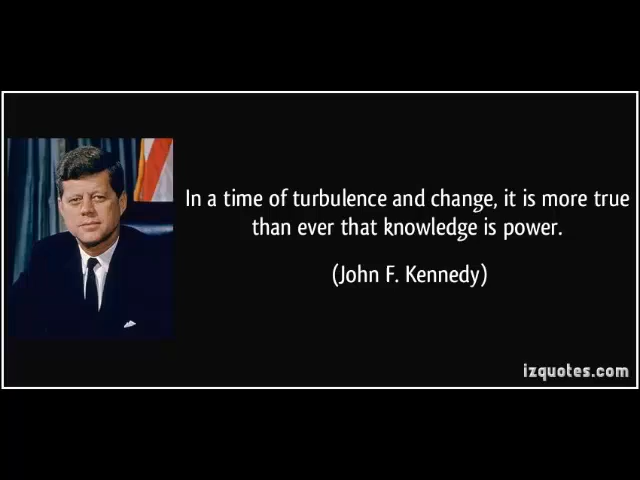 In a time of turbulence and change, it is more true
than ever that knowledge is power.
(John F. Kennedy)
izquotes.com